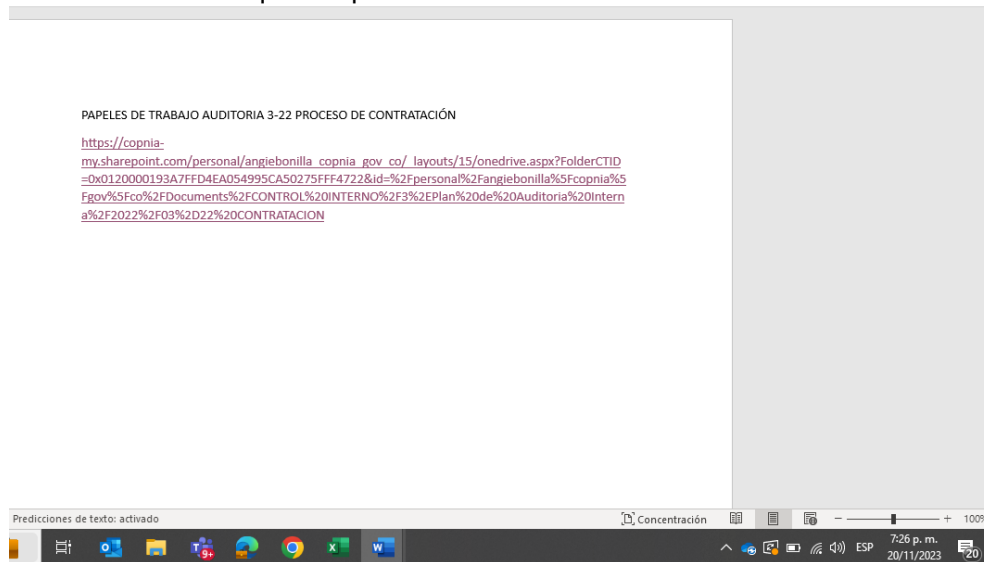 PAPELES DE TRABAJO AUDITORIA 3-22 PROCESO DE CONTRATACIÓN
https://copnia-
my.sharepoint.com/personal/angiebonilla_copnia_gov_co/_layouts/15/onedrive.aspx?FolderCTID
=0x0120000193A7FFD4EA054995CA50275FFF4722&id=%2Fpersonal%2Fangiebonilla%5Fcopnia%5
Fgov%5Fco%2FDocuments%2FCONTROL%20INTERNO%2F3%2EPlan%20de%20Auditoria%20Intern
a%2F2022%2F03%2D22%20CONTRATACION
Predicciones de texto: activado Concentración 100%
9+ ESP 7:26 p. m.
20/11/2023 20